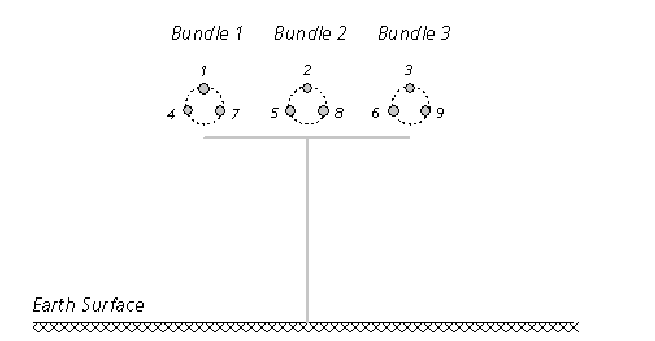 Bundle 1 Bundle 2 Bundle 3
1 2 3
4 7 5 8 6 9
Earth Surface